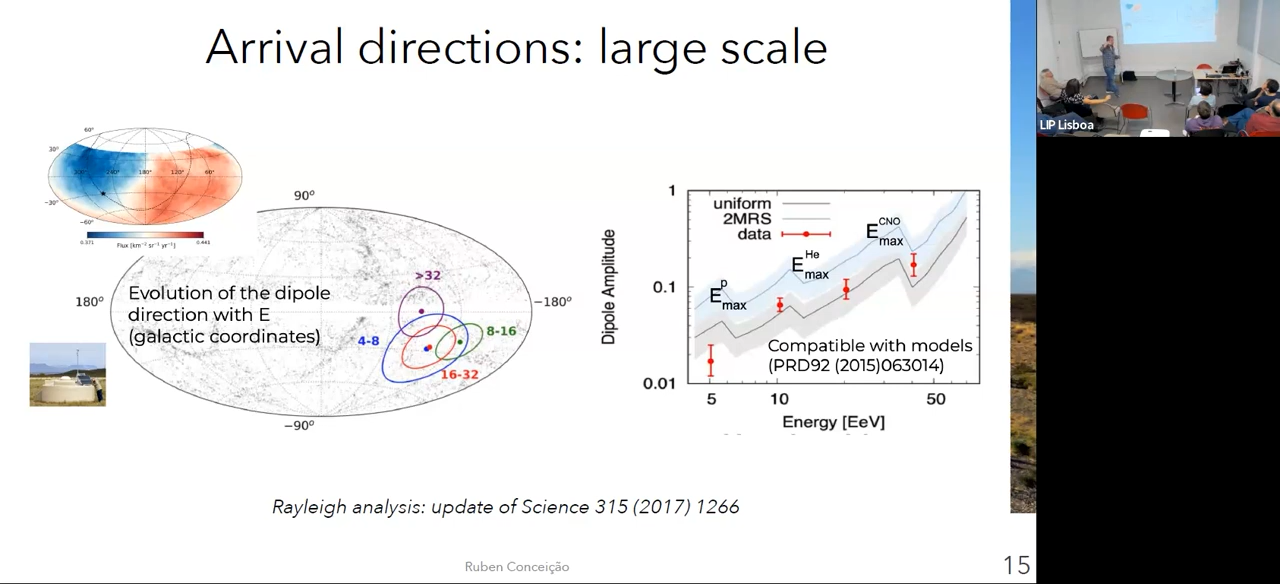 Arrival directions: large scale
LIP Lisboa
60°
30°
180°
120°
60°
−30°
−60°
0.371
0.441
Flux [km⁻² sr⁻¹ yr⁻¹]
90°
180°
−180°
−90°
>32
4-8
8-16
16-32
Evolution of the dipole
direction with E
(galactic coordinates)
Dipole Amplitude
1
0.1
0.01
uniform
2MRS
data
E^p_max
E^He_max
E^CNO_max
Compatible with models
(PRD92 (2015)063014)
5
10
50
Energy [EeV]
Rayleigh analysis: update of Science 315 (2017) 1266
Ruben Conceição
15